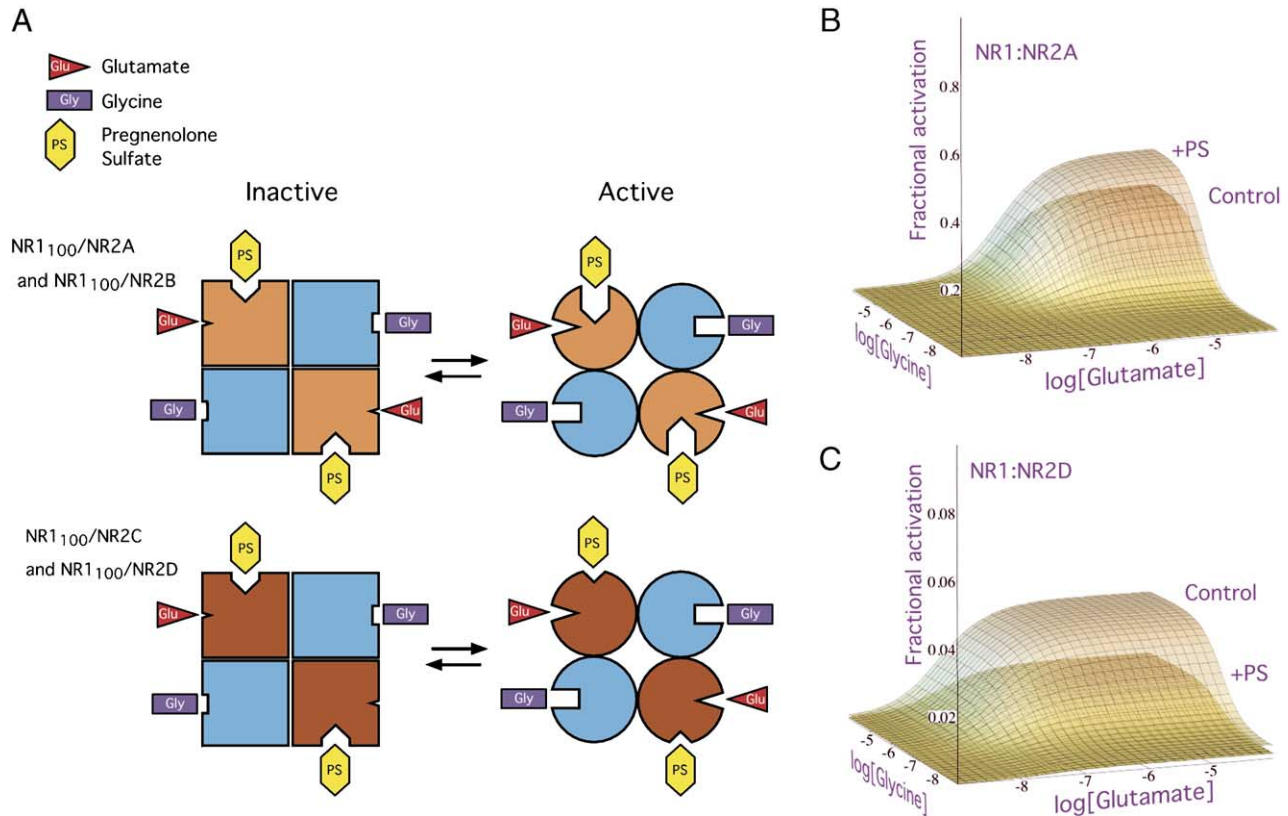 A
Glu Glutamate
Gly Glycine
PS Pregnenolone
Sulfate
Inactive Active
NR1100/NR2A
and NR1100/NR2B
PS PS
Glu Gly Glu Gly
Gly Glu Gly Glu
PS PS
NR1100/NR2C
and NR1100/NR2D
PS PS
Glu Gly Glu Gly
Gly Gly Glu
PS PS
B
NR1:NR2A
Fractional activation
0.8
0.6
0.4
0.2
+PS
Control
-5 -6 -7 -8
log[Glycine]
-8 -7 -6 -5
log[Glutamate]
C
NR1:NR2D
Fractional activation
0.08
0.06
0.04
0.02
Control
+PS
-5 -6 -7 -8
log[Glycine]
-8 -7 -6 -5
log[Glutamate]